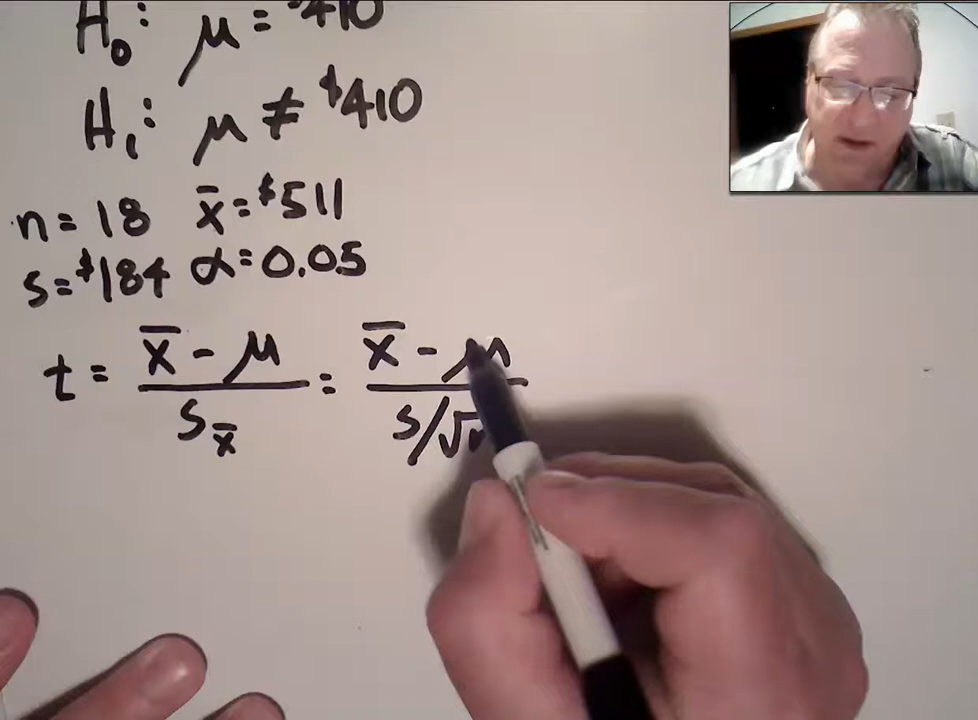 H₀: μ = $410
H₁: μ ≠ $410
n = 18 x̄ = $511
s = $184 α = 0.05
t = x̄ - μ / s_x̄ = x̄ - μ / s/√n